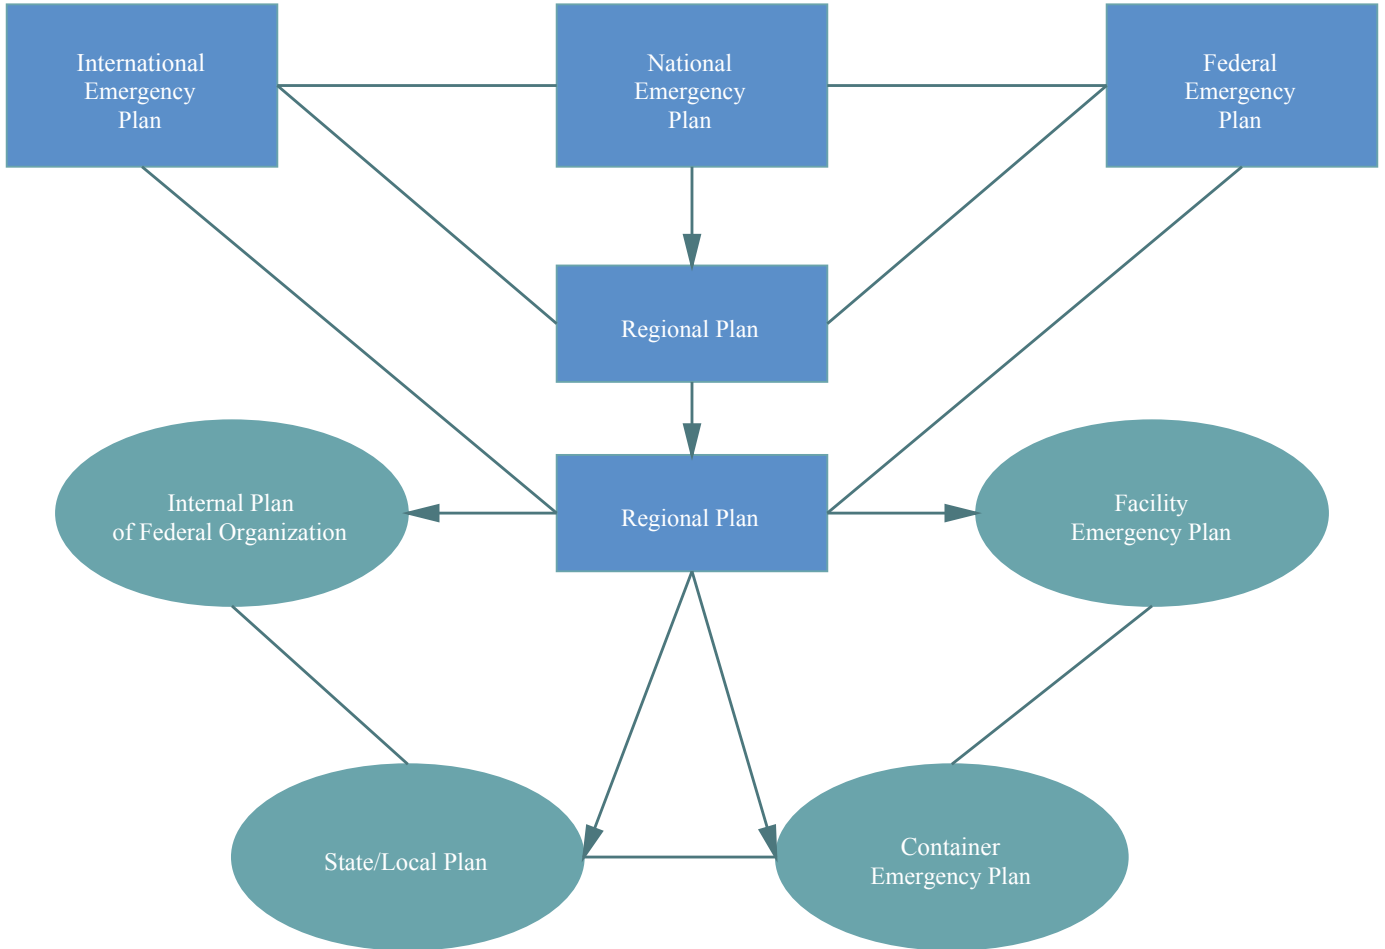 International
Emergency
Plan
National
Emergency
Plan
Federal
Emergency
Plan
Regional Plan
Internal Plan
of Federal Organization
Regional Plan
Facility
Emergency Plan
State/Local Plan
Container
Emergency Plan